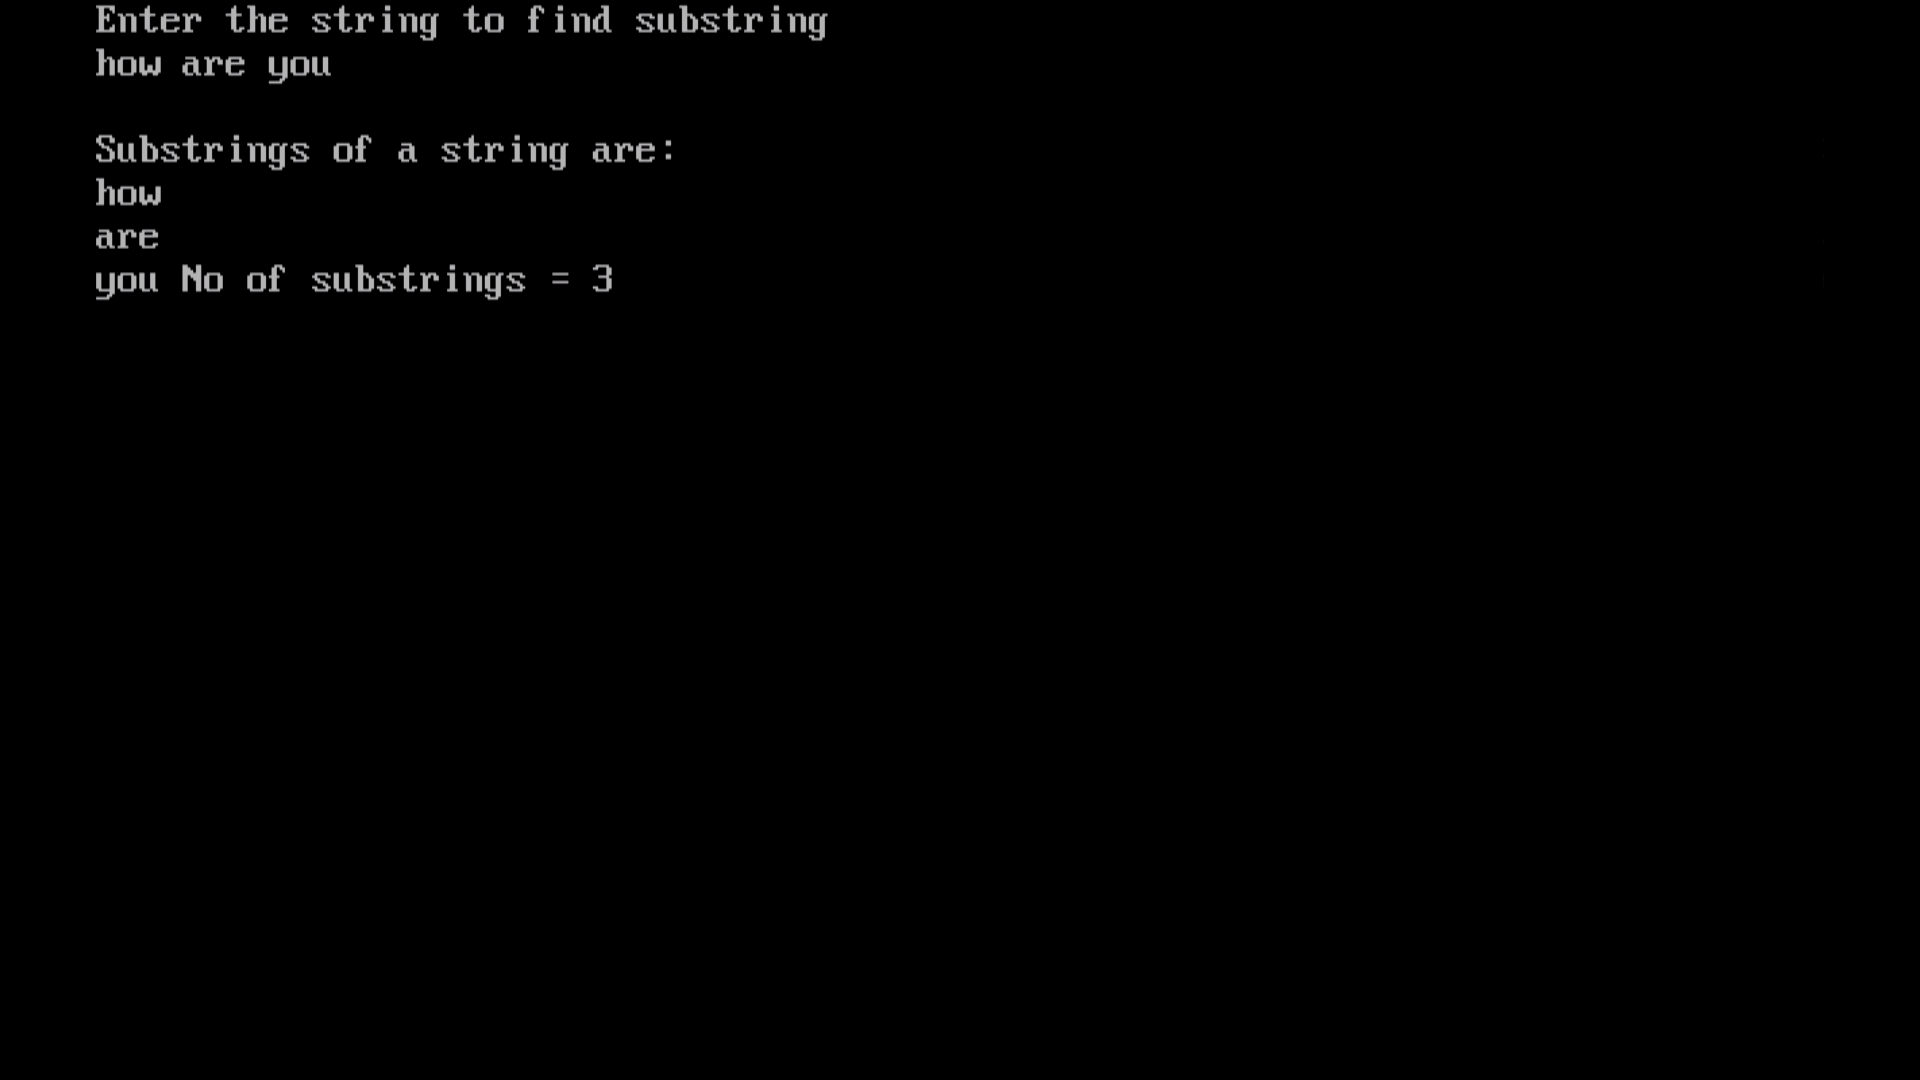 Enter the string to find substring
how are you
Substrings of a string are:
how
are
you No of substrings = 3